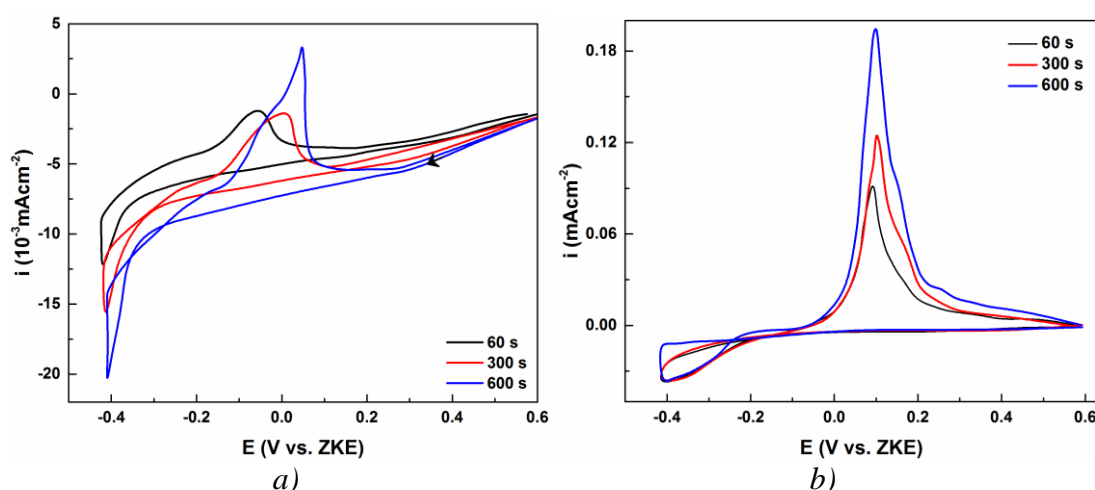 5
0
-5
-10
-15
-20
i (10-3mAcm-2)
60 s
300 s
600 s
-0.4
-0.2
0.0
0.2
0.4
0.6
E (V vs. ZKE)
a)
0.18
0.12
0.06
0.00
i (mAcm-2)
60 s
300 s
600 s
-0.4
-0.2
0.0
0.2
0.4
0.6
E (V vs. ZKE)
b)